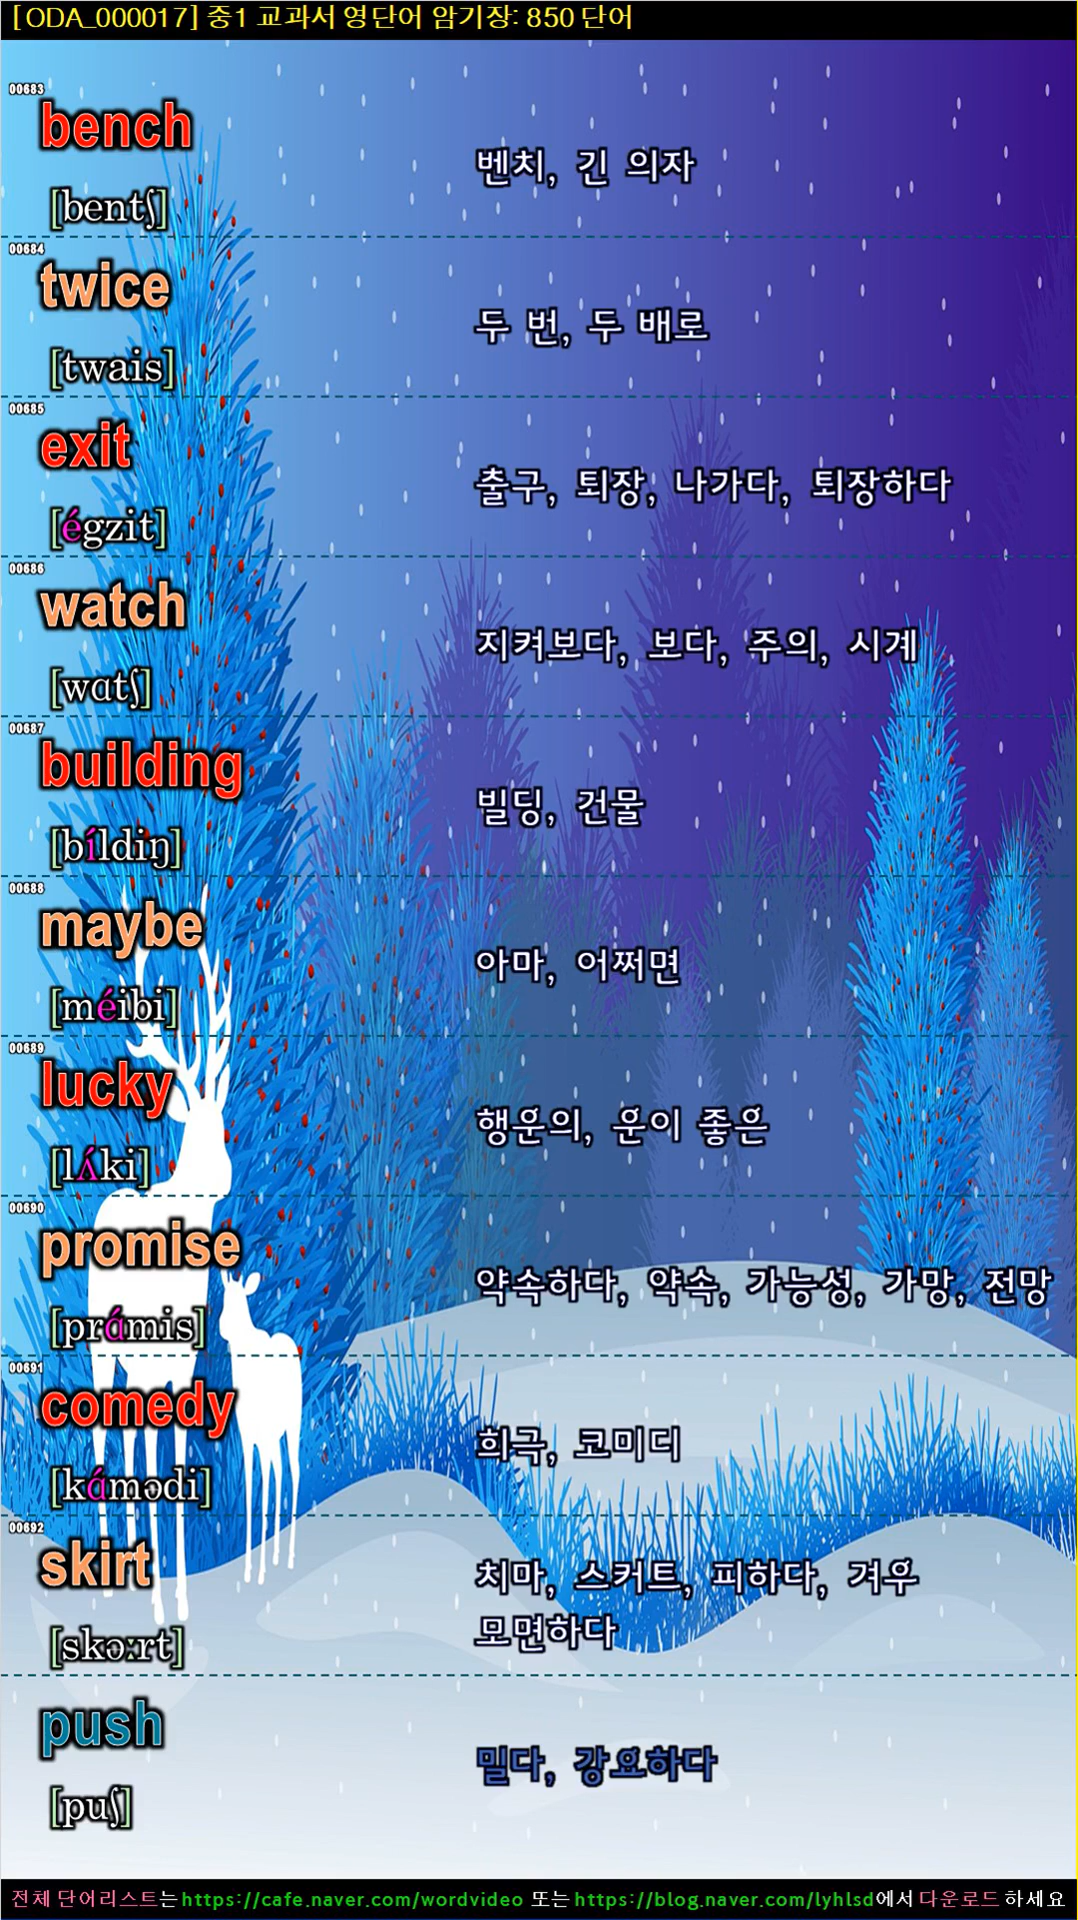 [ODA_000017] 중1 교과서 영단어 암기장: 850 단어
00683
bench
벤치, 긴 의자
[bentʃ]
00684
twice
두 번, 두 배로
[twais]
00685
exit
출구, 퇴장, 나가다, 퇴장하다
[égzit]
00686
watch
지켜보다, 보다, 주의, 시계
[wɑtʃ]
00687
building
빌딩, 건물
[bíldiŋ]
00688
maybe
아마, 어쩌면
[méibi]
00689
lucky
행운의, 운이 좋은
[lʌ́ki]
00690
promise
약속하다, 약속, 가능성, 가망, 전망
[prɑ́mis]
00691
comedy
희극, 코미디
[kɑ́mədi]
00692
skirt
치마, 스커트, 피하다, 겨우
모면하다
[skəːrt]
push
밀다, 강요하다
[puʃ]
전체 단어리스트는 https://cafe.naver.com/wordvideo 또는 https://blog.naver.com/lyhlsd에서 다운로드 하세요